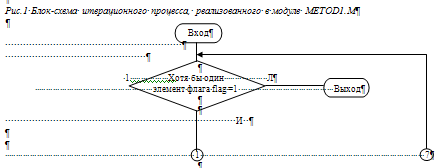 Рис.1 Блок-схема итерационного процесса, реализованного в модуле METOD1.M¶
¶
Вход¶
¶
¶
¶
1 Хотя бы один Л
элемент флага flag=1 Выход¶
¶
И ¶
¶
¶
1 7¶